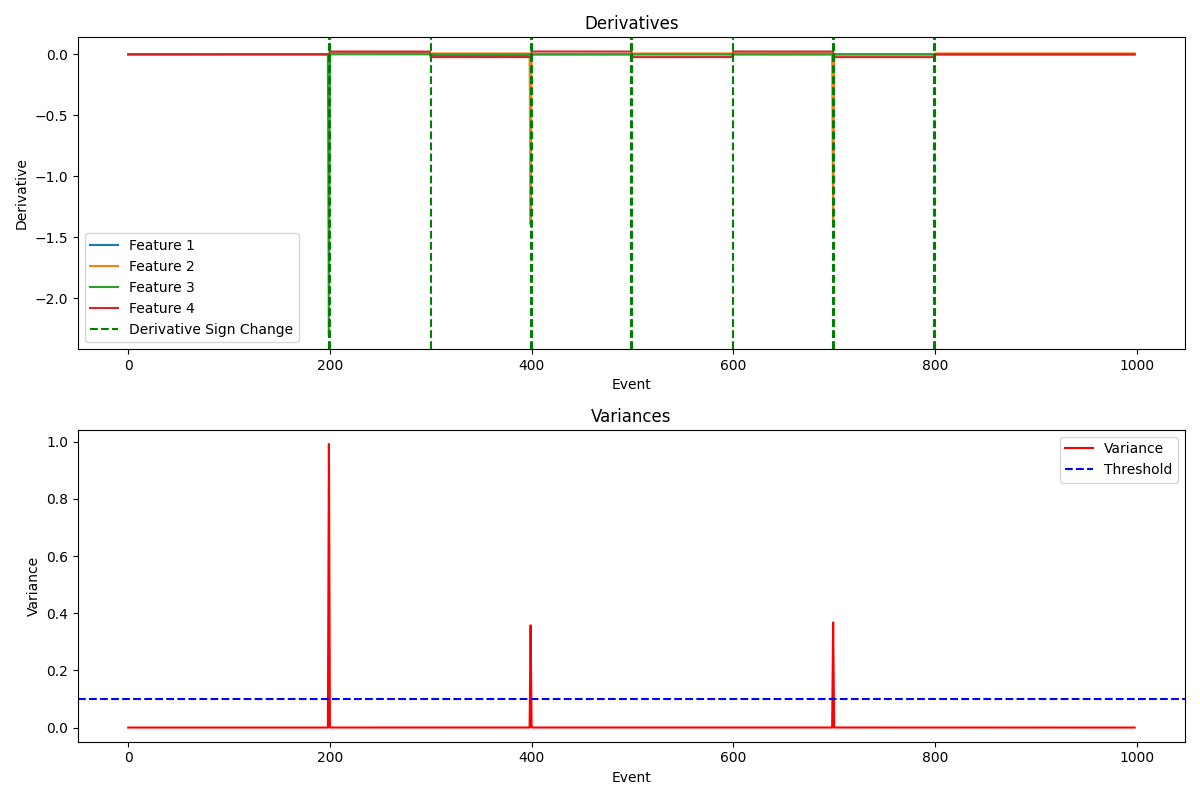 Derivatives
0.0
−0.5
−1.0
−1.5
−2.0
Derivative
Feature 1
Feature 2
Feature 3
Feature 4
Derivative Sign Change
0 200 400 600 800 1000
Event
Variances
1.0
0.8
0.6
0.4
0.2
0.0
Variance
Variance
Threshold
0 200 400 600 800 1000
Event